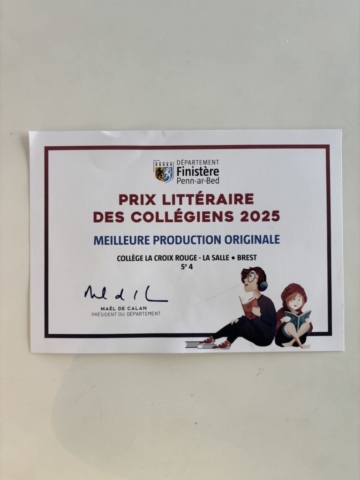 DÉPARTEMENT
Finistère
Penn-ar-Bed
PRIX LITTÉRAIRE
DES COLLÉGIENS 2025
MEILLEURE PRODUCTION ORIGINALE
COLLÈGE LA CROIX ROUGE - LA SALLE • BREST
5e 4
MAËL DE CALAN
PRÉSIDENT DU DÉPARTEMENT